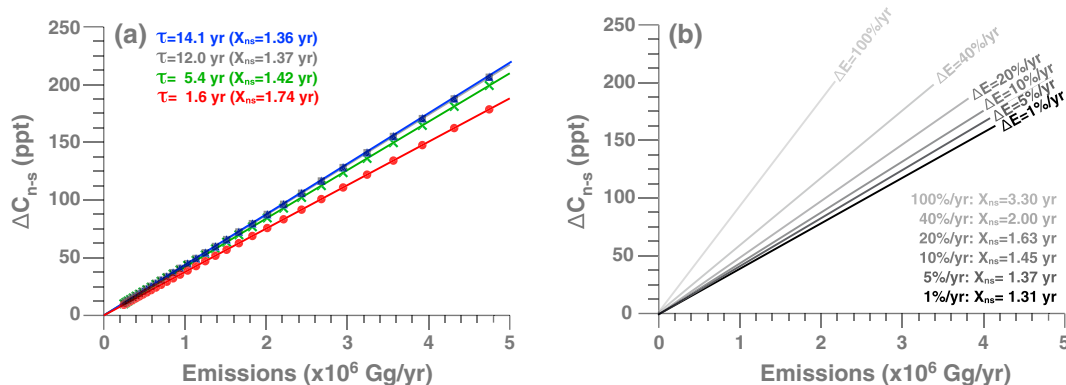 (a)
τ=14.1 yr (Xns=1.36 yr)
τ=12.0 yr (Xns=1.37 yr)
τ= 5.4 yr (Xns=1.42 yr)
τ= 1.6 yr (Xns=1.74 yr)
250
200
150
100
50
0
ΔCn-s (ppt)
0 1 2 3 4 5
Emissions (x10⁶ Gg/yr)
(b)
ΔE=100%/yr
ΔE=40%/yr
ΔE=20%/yr
ΔE=10%/yr
ΔE=5%/yr
ΔE=1%/yr
250
200
150
100
50
0
ΔCn-s (ppt)
100%/yr: Xns=3.30 yr
40%/yr: Xns=2.00 yr
20%/yr: Xns=1.63 yr
10%/yr: Xns=1.45 yr
5%/yr: Xns= 1.37 yr
1%/yr: Xns= 1.31 yr
0 1 2 3 4 5
Emissions (x10⁶ Gg/yr)